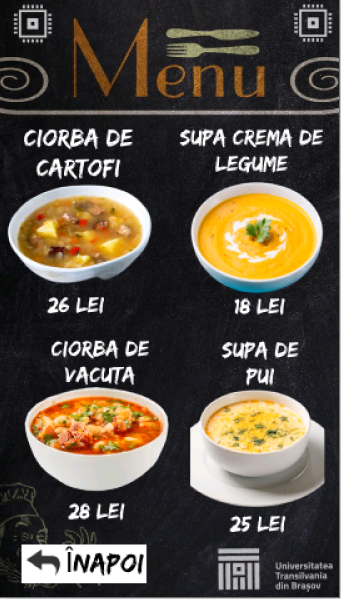 Menu
CIORBA DE
CARTOFI
SUPA CREMA DE
LEGUME
26 LEI
18 LEI
CIORBA DE
VACUTA
SUPA DE
PUI
28 LEI
25 LEI
ÎNAPOI
Universitatea
Transilvania
din Brașov